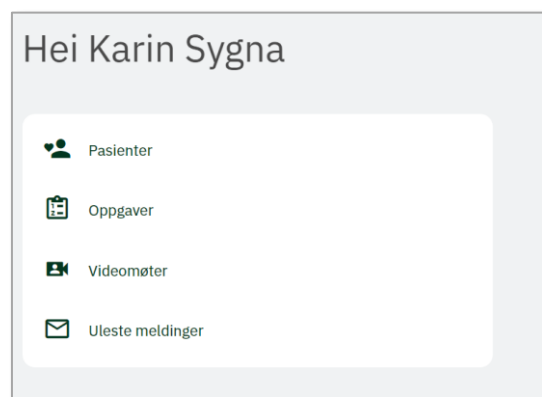 Hei Karin Sygna
Pasienter
Oppgaver
Videomøter
Uleste meldinger